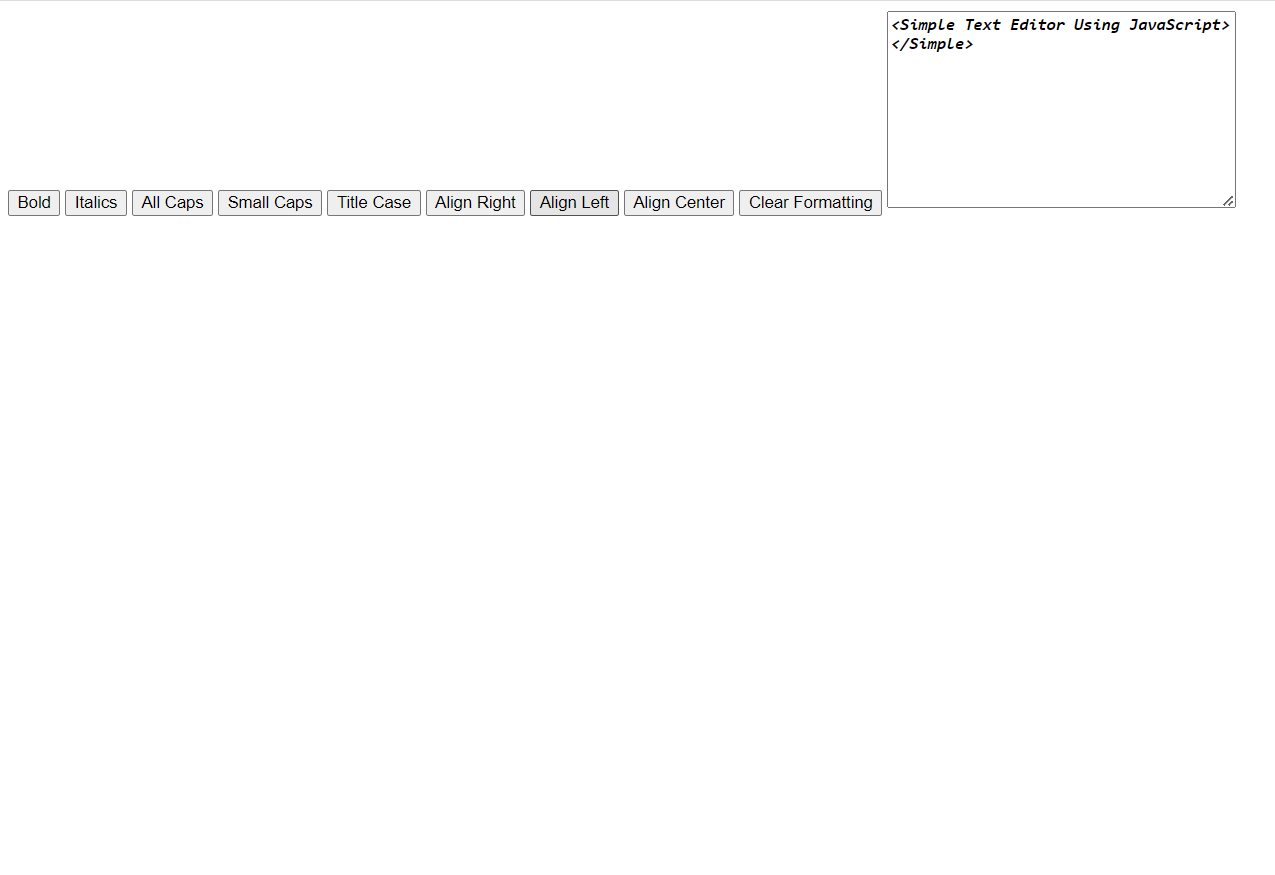 <Simple Text Editor Using JavaScript>
</Simple>
Bold Italics All Caps Small Caps Title Case Align Right Align Left Align Center Clear Formatting